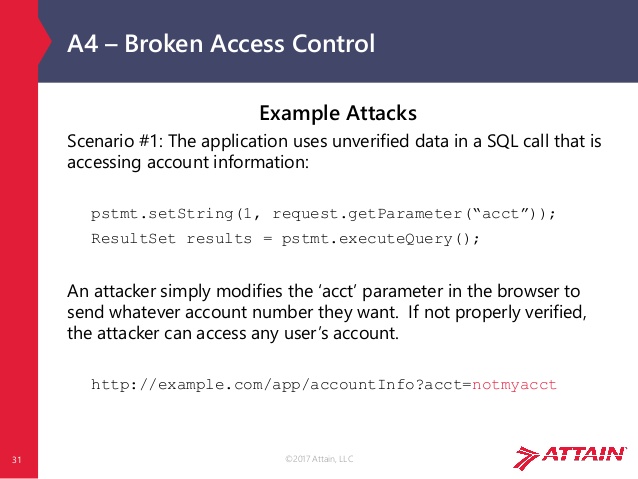 A4 – Broken Access Control
Example Attacks
Scenario #1: The application uses unverified data in a SQL call that is
accessing account information:
pstmt.setString(1, request.getParameter(“acct”));
ResultSet results = pstmt.executeQuery();
An attacker simply modifies the ‘acct’ parameter in the browser to
send whatever account number they want.  If not properly verified,
the attacker can access any user’s account.
http://example.com/app/accountInfo?acct=notmyacct
31
©2017 Attain, LLC
ATTAIN